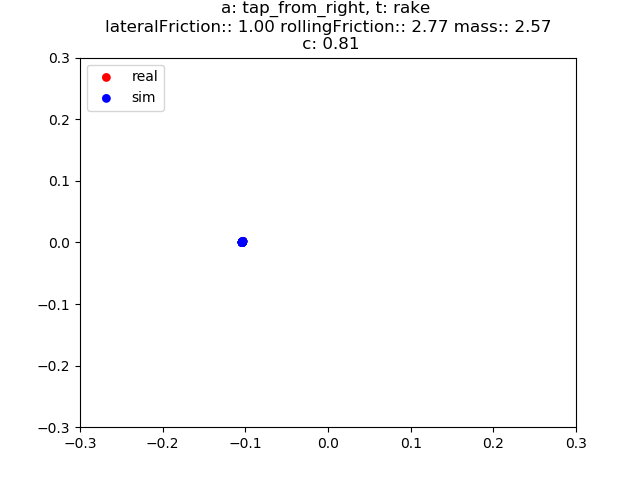 a: tap_from_right, t: rake
lateralFriction:: 1.00 rollingFriction:: 2.77 mass:: 2.57
c: 0.81
real
sim
0.3
0.2
0.1
0.0
−0.1
−0.2
−0.3
−0.3 −0.2 −0.1 0.0 0.1 0.2 0.3